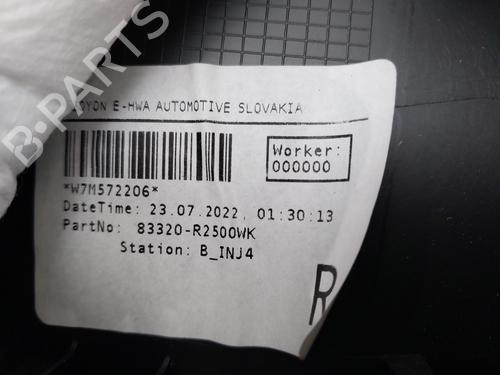 E-HWA AUTOMOTIVE SLOVAKIA
Worker:
000000
*W7M572206*
DateTime: 23.07.2022, 01:30:13
PartNo: 83320-R2500WK
Station: B_INJ4
R
B-PARTS